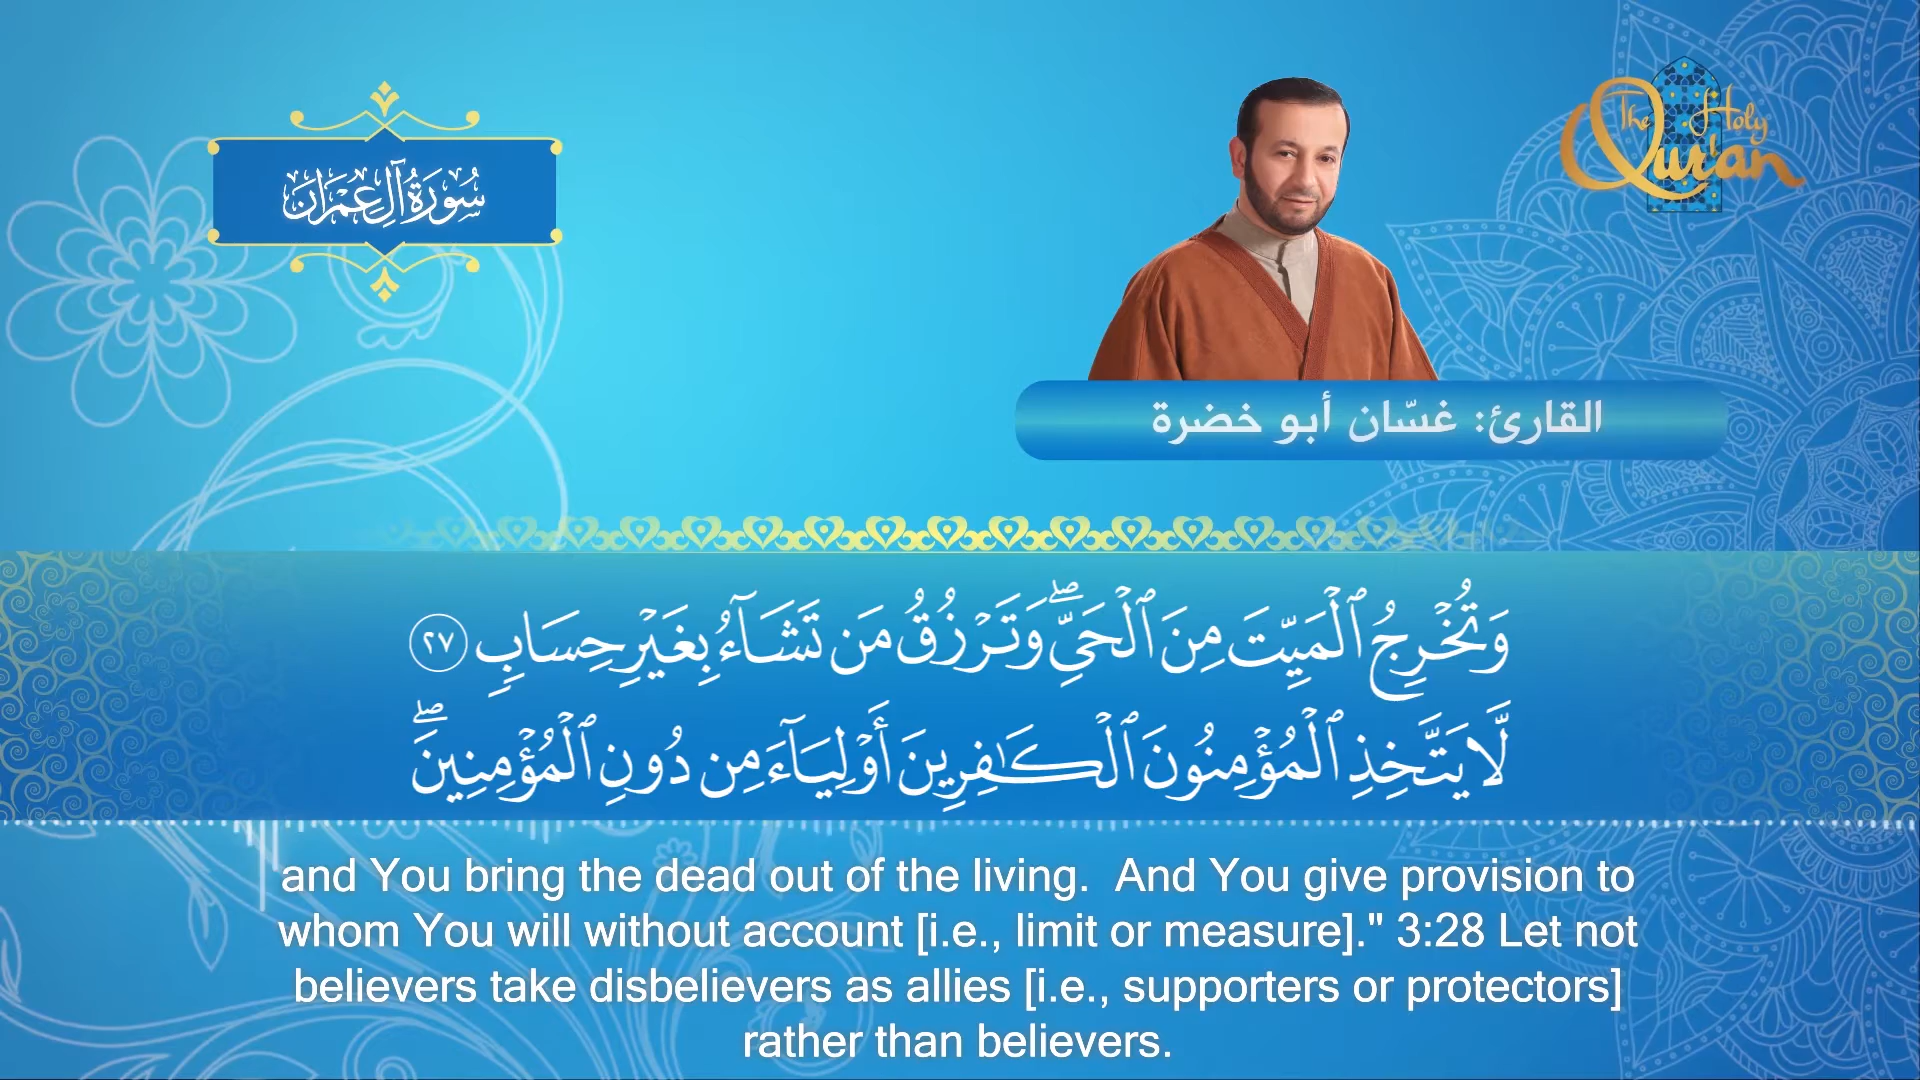 سُورَةُ آلِ عِمْرَانَ
The Holy Qur'an
القارئ: غسّان أبو خضرة
وَتُخْرِجُ ٱلْمَيِّتَ مِنَ ٱلْحَيِّۖ وَتَرْزُقُ مَن تَشَآءُ بِغَيْرِ حِسَابٍ ٢٧
لَّا يَتَّخِذِ ٱلْمُؤْمِنُونَ ٱلْكَـٰفِرِينَ أَوْلِيَآءَ مِن دُونِ ٱلْمُؤْمِنِينَۖ
and You bring the dead out of the living.  And You give provision to
whom You will without account [i.e., limit or measure]." 3:28 Let not
believers take disbelievers as allies [i.e., supporters or protectors]
rather than believers.